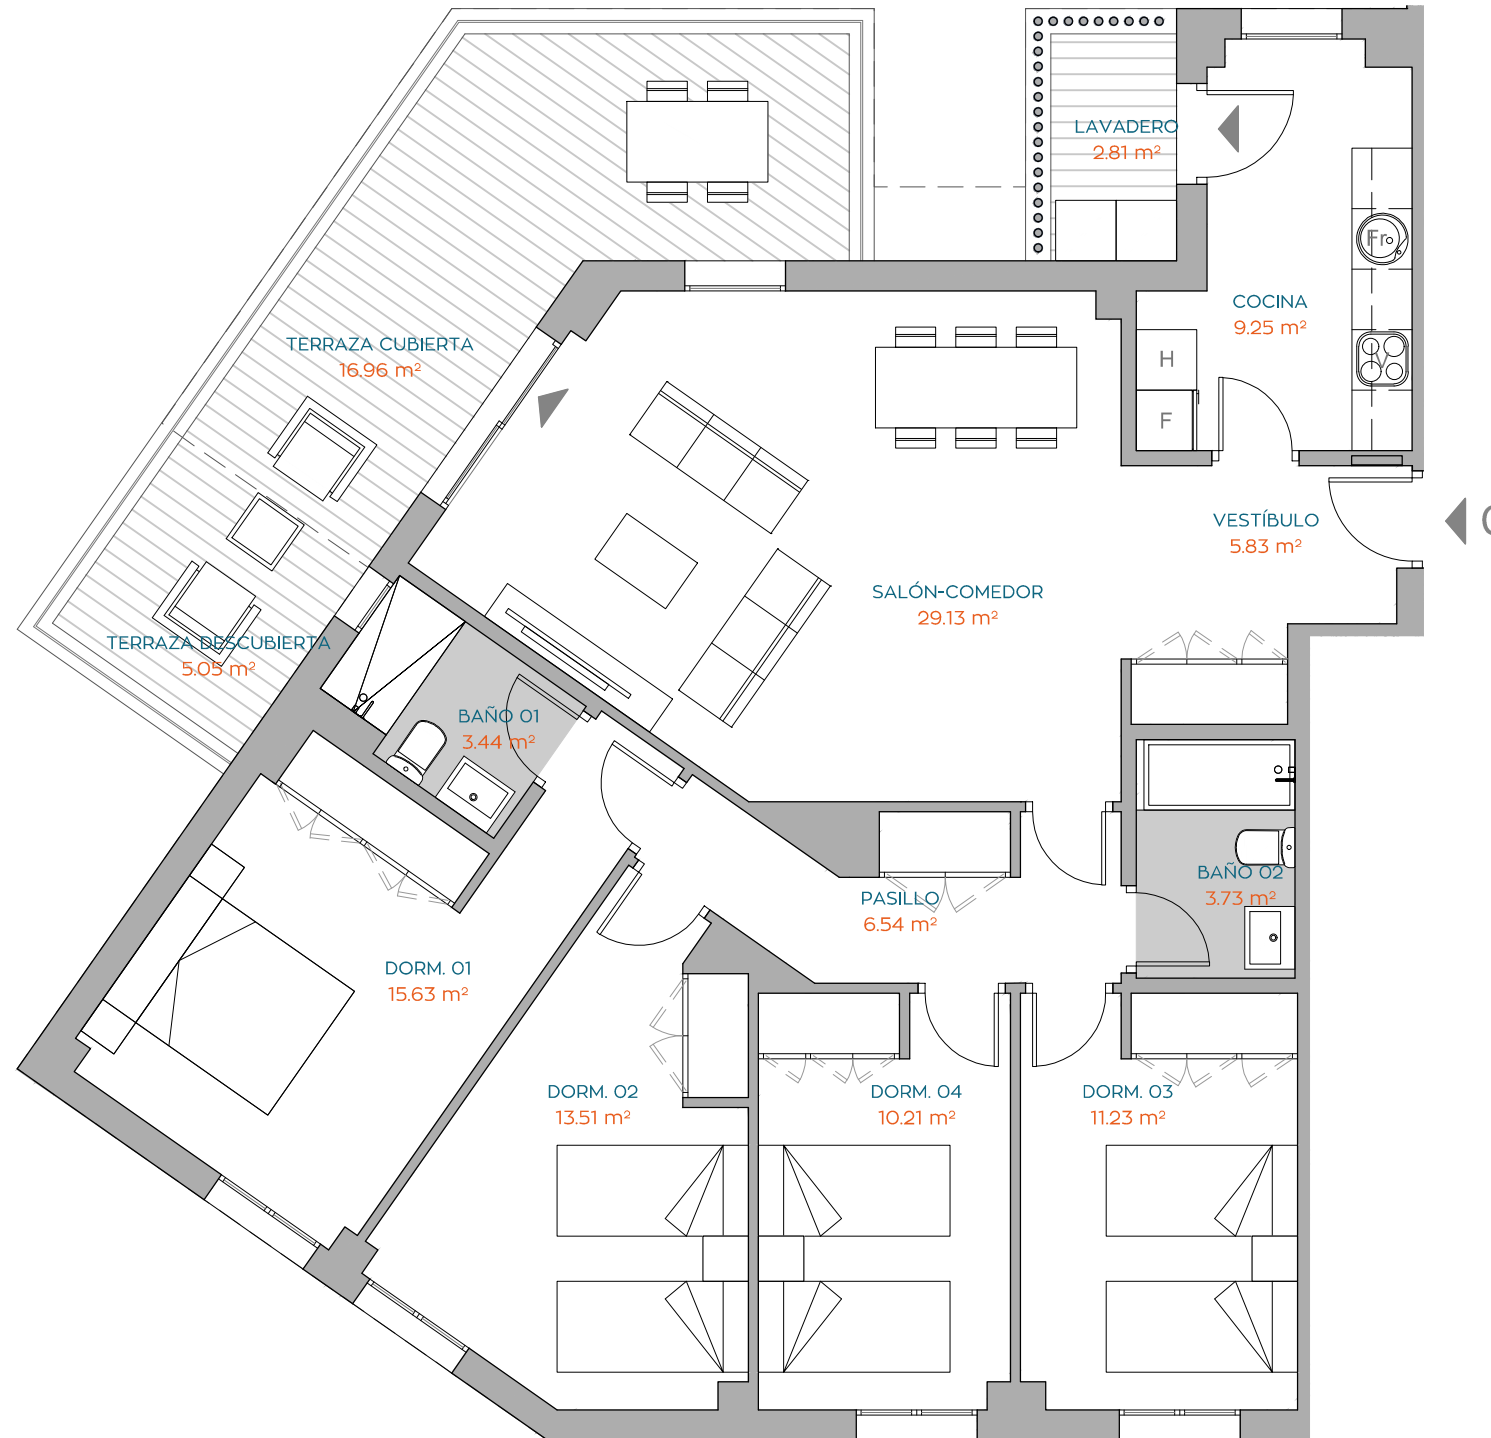 LAVADERO
2.81 m²
Fr
COCINA
9.25 m²
H
V
F
TERRAZA CUBIERTA
16.96 m²
VESTÍBULO
5.83 m²
SALÓN-COMEDOR
29.13 m²
TERRAZA DESCUBIERTA
5.05 m²
BAÑO 01
3.44 m²
BAÑO 02
3.73 m²
PASILLO
6.54 m²
DORM. 01
15.63 m²
DORM. 02
13.51 m²
DORM. 04
10.21 m²
DORM. 03
11.23 m²